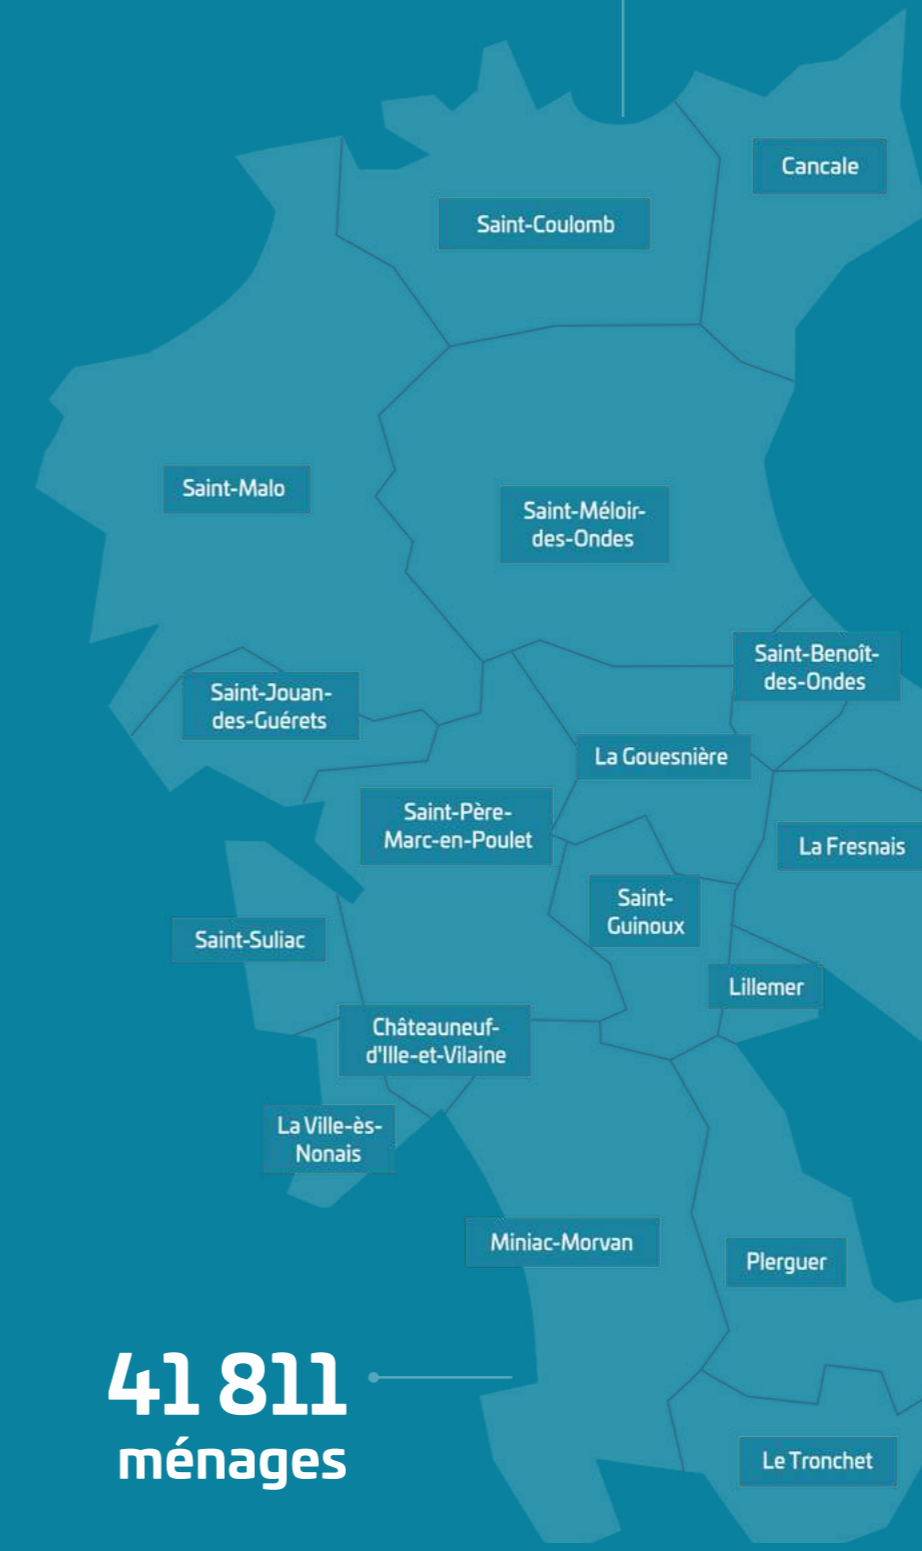 Cancale
Saint-Coulomb
Saint-Malo
Saint-Méloir-
des-Ondes
Saint-Benoît-
des-Ondes
Saint-Jouan-
des-Guérets
La Gouesnière
Saint-Père-
Marc-en-Poulet
La Fresnais
Saint-
Guinoux
Saint-Suliac
Lillemer
Châteauneuf-
d'Ille-et-Vilaine
La Ville-ès-
Nonais
Miniac-Morvan
Plerguer
41 811
ménages
Le Tronchet